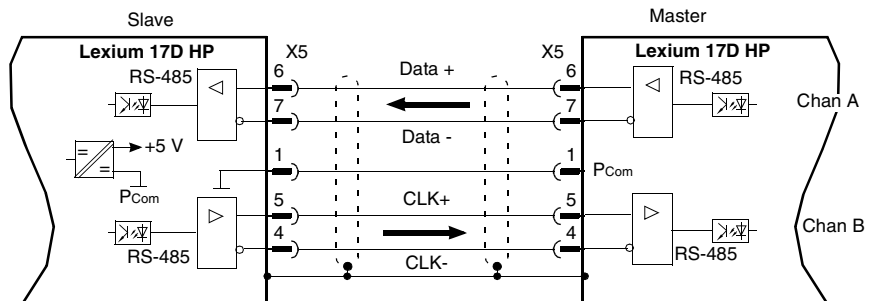 Slave
Master
Lexium 17D HP
X5
X5
Lexium 17D HP
RS-485
6
Data +
6
RS-485
Chan A
7
7
Data -
= =
+5 V
1
1
PCom
PCom
5
CLK+
5
4
4
Chan B
RS-485
CLK-
RS-485